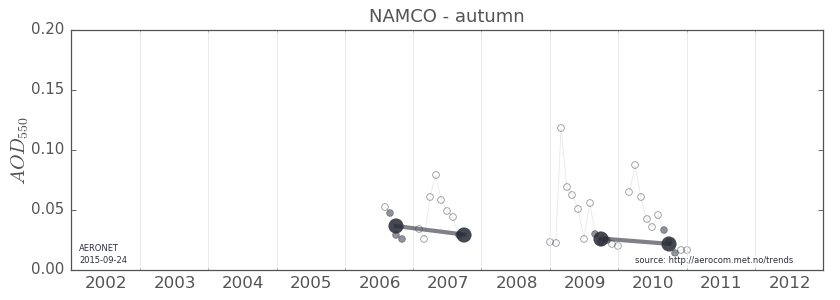 NAMCO - autumn
0.20
0.15
0.10
0.05
0.00
AOD550
AERONET
2015-09-24
source: http://aerocom.met.no/trends
2002 2003 2004 2005 2006 2007 2008 2009 2010 2011 2012